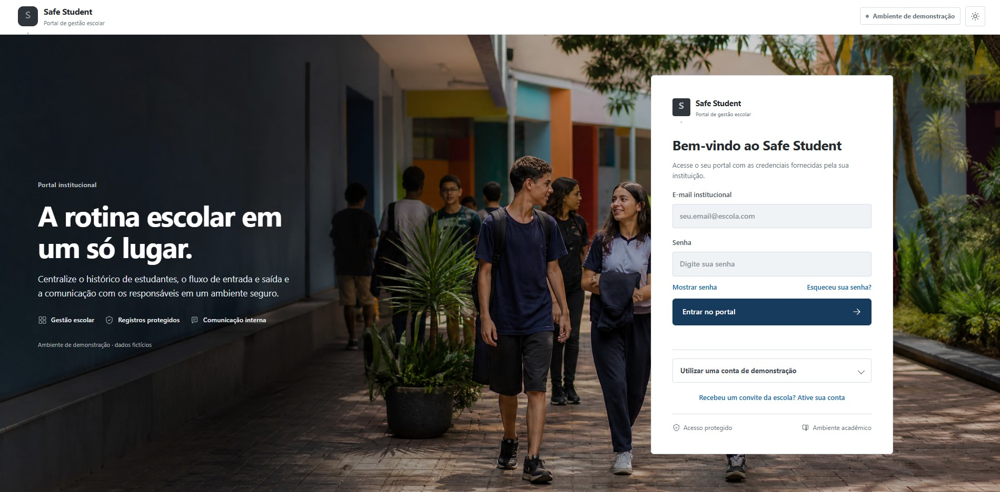 S
Safe Student
Portal de gestão escolar
Ambiente de demonstração
Portal institucional
A rotina escolar em
um só lugar.
Centralize o histórico de estudantes, o fluxo de entrada e saída e
a comunicação com os responsáveis em um ambiente seguro.
Gestão escolar Registros protegidos Comunicação interna
Ambiente de demonstração · dados fictícios
S
Safe Student
Portal de gestão escolar
Bem-vindo ao Safe Student
Acesse o seu portal com as credenciais fornecidas pela sua
instituição.
E-mail institucional
seu.email@escola.com
Senha
Digite sua senha
Mostrar senha Esqueceu sua senha?
Entrar no portal
Utilizar uma conta de demonstração
Recebeu um convite da escola? Ative sua conta
Acesso protegido Ambiente acadêmico